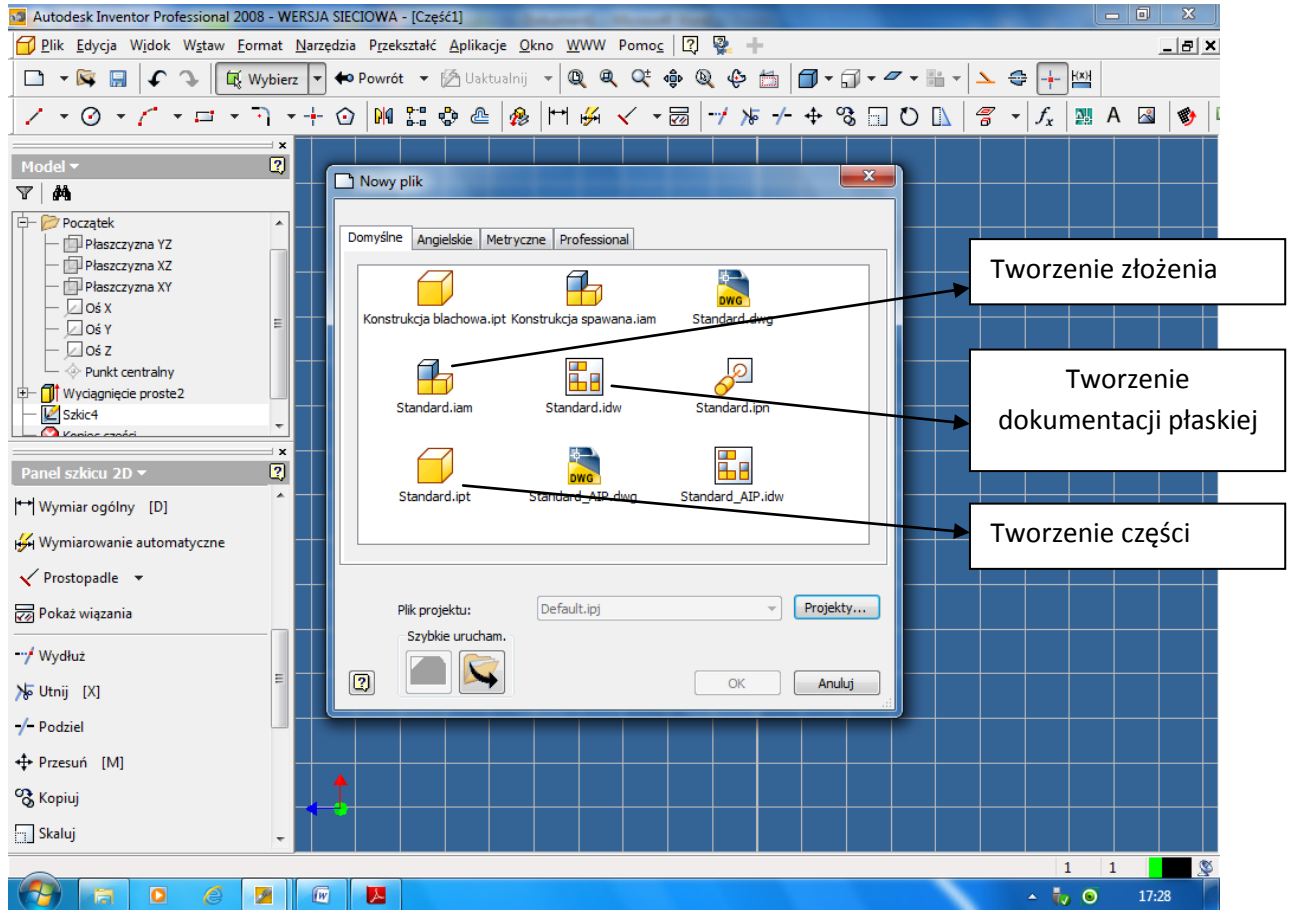 Autodesk Inventor Professional 2008 - WERSJA SIECIOWA - [Część1]
Plik Edycja Widok Wstaw Format Narzędzia Przekształć Aplikacje Okno WWW Pomoc
Wybierz Powrót Uaktualnij
Model
Początek
Płaszczyzna YZ
Płaszczyzna XZ
Płaszczyzna XY
Oś X
Oś Y
Oś Z
Punkt centralny
Wyciągnięcie proste2
Szkic4
Koniec części
Panel szkicu 2D
Wymiar ogólny [D]
Wymiarowanie automatyczne
Prostopadle
Pokaż wiązania
Wydłuż
Utnij [X]
Podziel
Przesuń [M]
Kopiuj
Skaluj
Nowy plik
Domyślne Angielskie Metryczne Professional
DWG
Konstrukcja blachowa.ipt Konstrukcja spawana.iam Standard.dwg
Standard.iam Standard.idw Standard.ipn
DWG
Standard.ipt Standard_AIP.dwg Standard_AIP.idw
Plik projektu: Default.ipj Projekty...
Szybkie urucham.
OK Anuluj
Tworzenie złożenia
Tworzenie
dokumentacji płaskiej
Tworzenie części
1 1
17:28